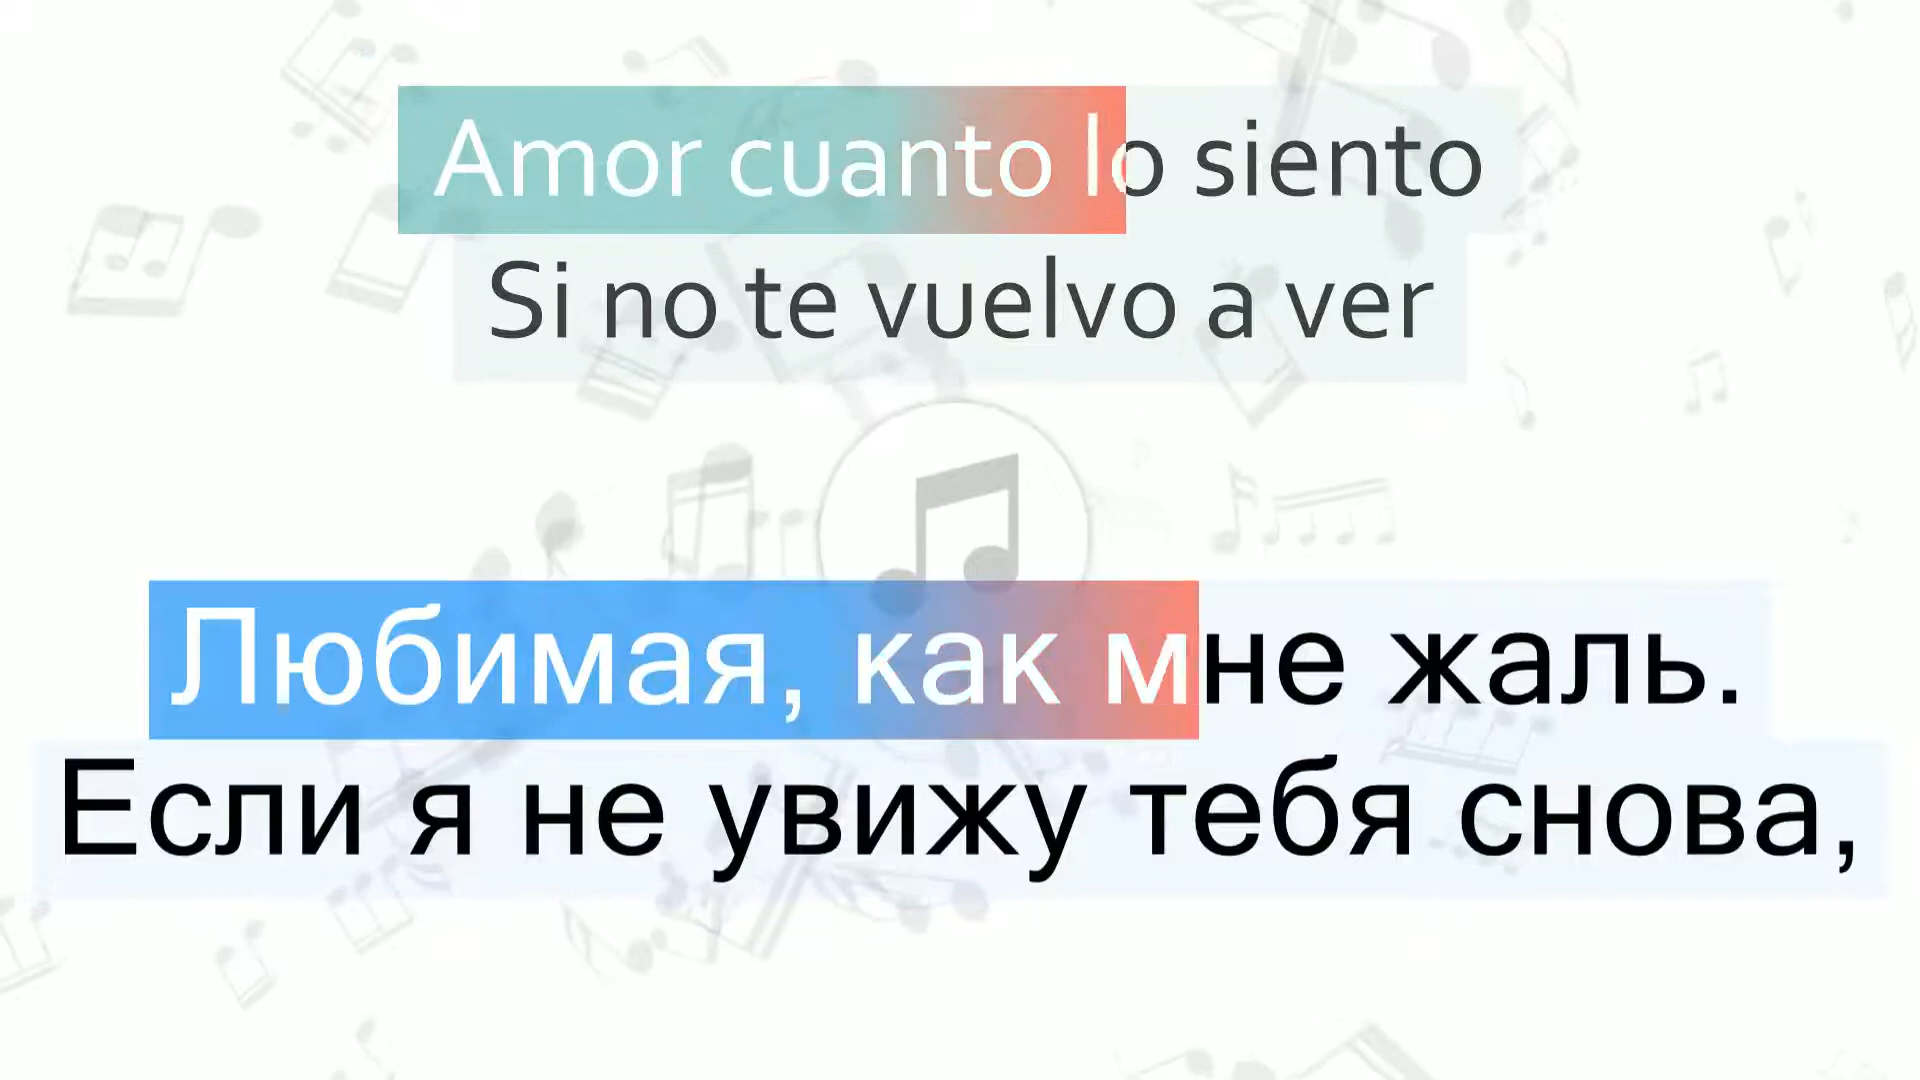 Amor cuanto lo siento
Si no te vuelvo a ver
Любимая, как мне жаль.
Если я не увижу тебя снова,